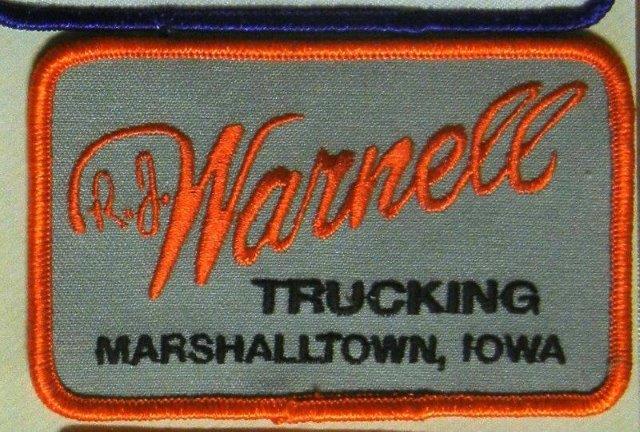 R.J. Warnell
TRUCKING
MARSHALLTOWN, IOWA